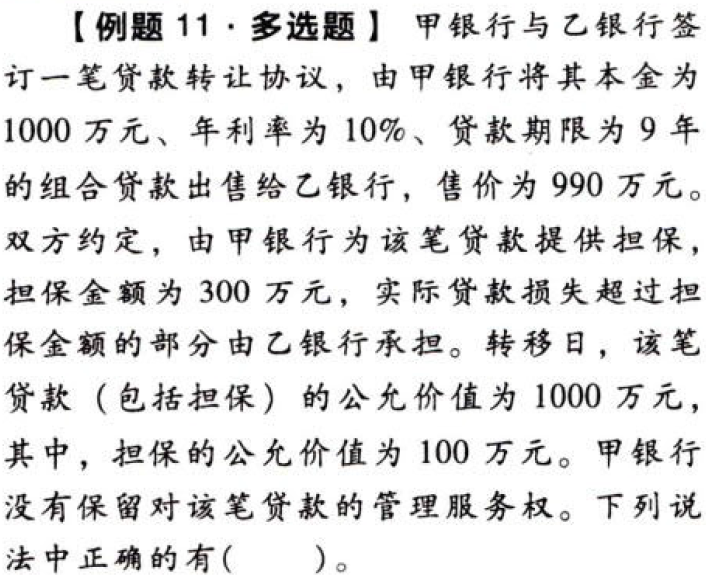 【例题 11·多选题】 甲银行与乙银行签
订一笔贷款转让协议，由甲银行将其本金为
1000 万元、年利率为 10%、贷款期限为 9 年
的组合贷款出售给乙银行，售价为 990 万元。
双方约定，由甲银行为该笔贷款提供担保，
担保金额为 300 万元，实际贷款损失超过担
保金额的部分由乙银行承担。转移日，该笔
贷款（包括担保）的公允价值为 1000 万元，
其中，担保的公允价值为 100 万元。甲银行
没有保留对该笔贷款的管理服务权。下列说
法中正确的有(　　)。